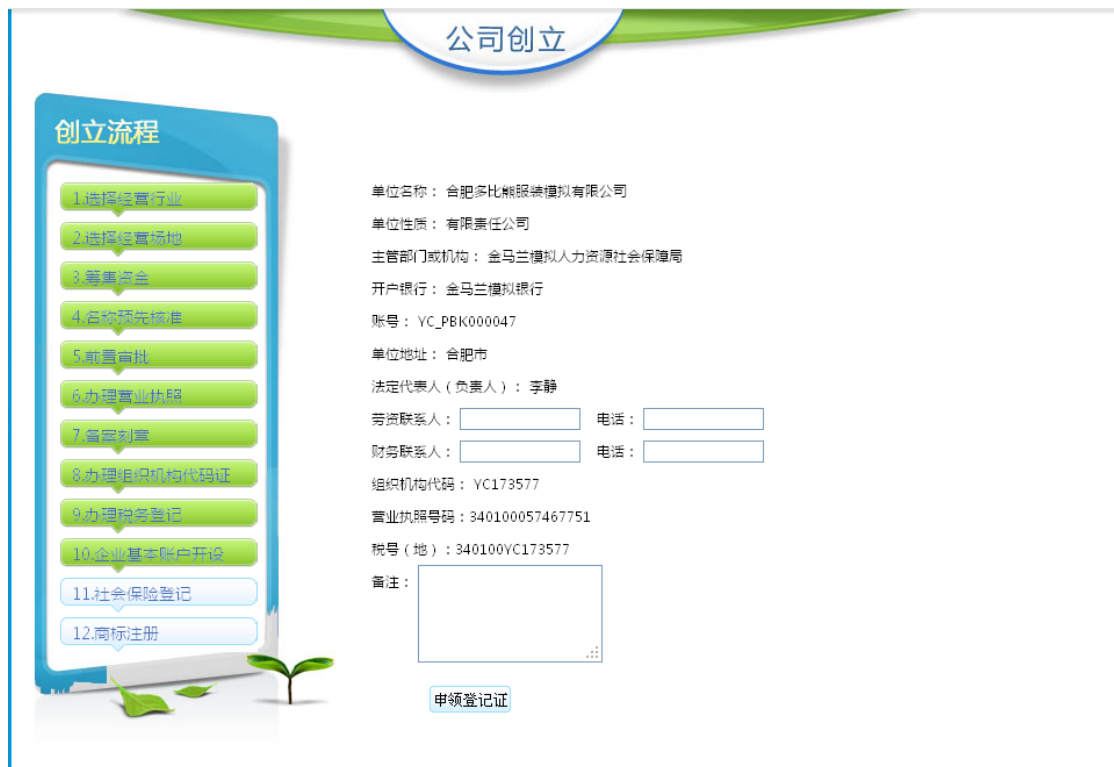 公司创立
创立流程
1.选择经营行业
2.选择经营场地
3.筹集资金
4.名称预先核准
5.前置审批
6.办理营业执照
7.备案刻章
8.办理组织机构代码证
9.办理税务登记
10.企业基本账户开设
11.社会保险登记
12.商标注册
单位名称： 合肥多比熊服装模拟有限公司
单位性质： 有限责任公司
主管部门或机构： 金马兰模拟人力资源社会保障局
开户银行： 金马兰模拟银行
账号： YC_PBK000047
单位地址： 合肥市
法定代表人（负责人）： 李静
劳资联系人： 电话：
财务联系人： 电话：
组织机构代码： YC173577
营业执照号码：340100057467751
税号（地）：340100YC173577
备注：
申领登记证